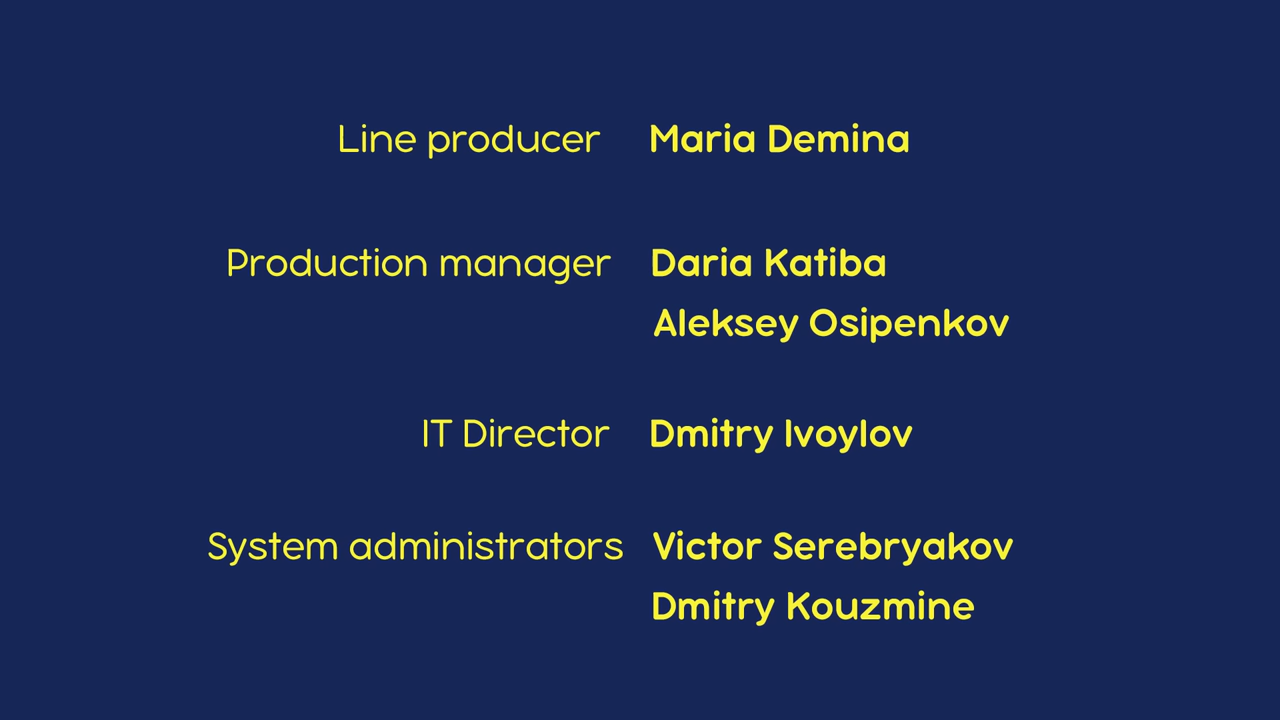 Line producer Maria Demina
Production manager Daria Katiba
Aleksey Osipenkov
IT Director Dmitry Ivoylov
System administrators Victor Serebryakov
Dmitry Kouzmine